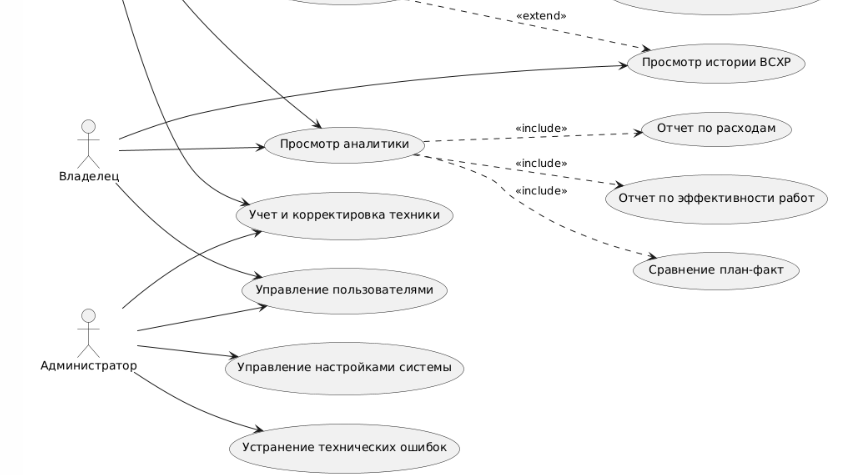 «extend»
Просмотр истории ВСХР
Владелец
Просмотр аналитики
«include»
Отчет по расходам
«include»
Отчет по эффективности работ
«include»
Учет и корректировка техники
Сравнение план-факт
Управление пользователями
Администратор
Управление настройками системы
Устранение технических ошибок